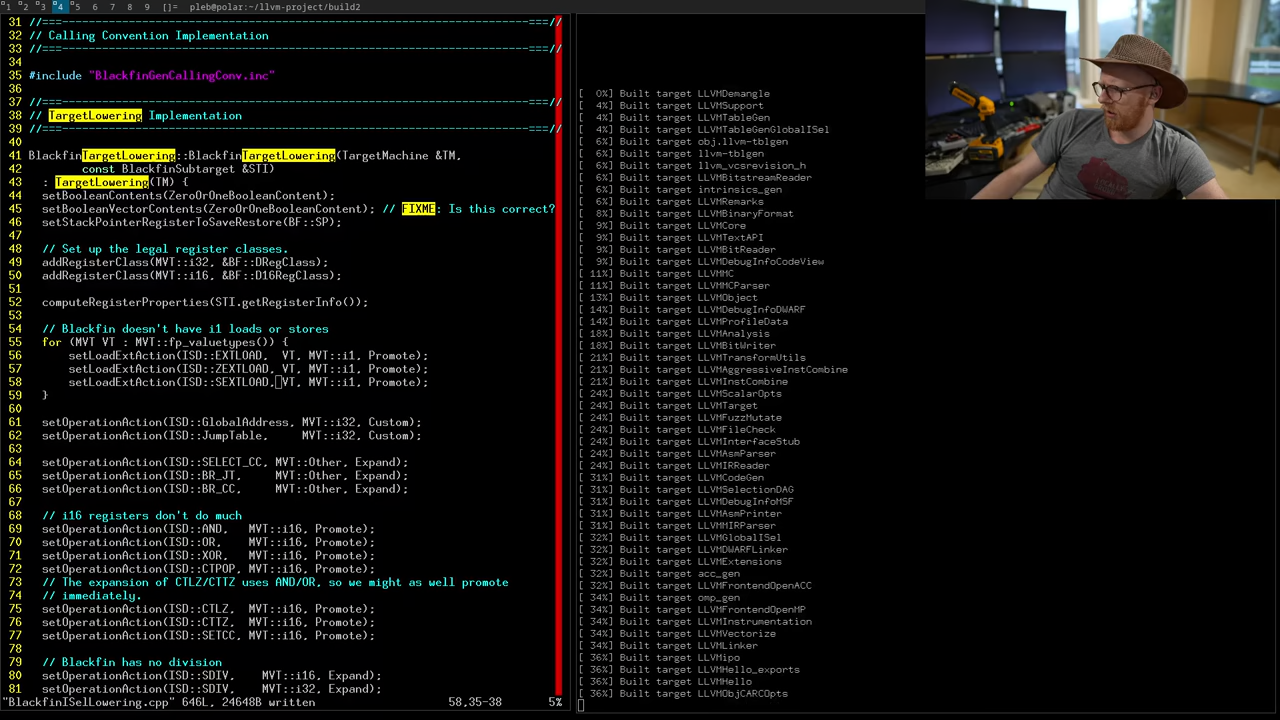 1 2 3 4 5 6 7 8 9 []= pleb@polar:~/llvm-project/build2
31 //===----------------------------------------------------------------------===//
32 // Calling Convention Implementation
33 //===----------------------------------------------------------------------===//
34
35 #include "BlackfinGenCallingConv.inc"
36
37 //===----------------------------------------------------------------------===//
38 // TargetLowering Implementation
39 //===----------------------------------------------------------------------===//
40
41 BlackfinTargetLowering::BlackfinTargetLowering(TargetMachine &TM,
42         const BlackfinSubtarget &STI)
43   : TargetLowering(TM) {
44   setBooleanContents(ZeroOrOneBooleanContent);
45   setBooleanVectorContents(ZeroOrOneBooleanContent); // FIXME: Is this correct?
46   setStackPointerRegisterToSaveRestore(BF::SP);
47
48   // Set up the legal register classes.
49   addRegisterClass(MVT::i32, &BF::DRegClass);
50   addRegisterClass(MVT::i16, &BF::D16RegClass);
51
52   computeRegisterProperties(STI.getRegisterInfo());
53
54   // Blackfin doesn't have i1 loads or stores
55   for (MVT VT : MVT::fp_valuetypes()) {
56       setLoadExtAction(ISD::EXTLOAD,  VT, MVT::i1, Promote);
57       setLoadExtAction(ISD::ZEXTLOAD, VT, MVT::i1, Promote);
58       setLoadExtAction(ISD::SEXTLOAD, VT, MVT::i1, Promote);
59   }
60
61   setOperationAction(ISD::GlobalAddress, MVT::i32, Custom);
62   setOperationAction(ISD::JumpTable,     MVT::i32, Custom);
63
64   setOperationAction(ISD::SELECT_CC, MVT::Other, Expand);
65   setOperationAction(ISD::BR_JT,     MVT::Other, Expand);
66   setOperationAction(ISD::BR_CC,     MVT::Other, Expand);
67
68   // i16 registers don't do much
69   setOperationAction(ISD::AND,   MVT::i16, Promote);
70   setOperationAction(ISD::OR,    MVT::i16, Promote);
71   setOperationAction(ISD::XOR,   MVT::i16, Promote);
72   setOperationAction(ISD::CTPOP, MVT::i16, Promote);
73   // The expansion of CTLZ/CTTZ uses AND/OR, so we might as well promote
74   // immediately.
75   setOperationAction(ISD::CTLZ,  MVT::i16, Promote);
76   setOperationAction(ISD::CTTZ,  MVT::i16, Promote);
77   setOperationAction(ISD::SETCC, MVT::i16, Promote);
78
79   // Blackfin has no division
80   setOperationAction(ISD::SDIV,    MVT::i16, Expand);
81   setOperationAction(ISD::SDIV,    MVT::i32, Expand);
"BlackfinISelLowering.cpp" 646L, 24648B written 58,35-38 5%
[  0%] Built target LLVMDemangle
[  4%] Built target LLVMSupport
[  4%] Built target LLVMTableGen
[  4%] Built target LLVMTableGenGlobalISel
[  6%] Built target obj.llvm-tblgen
[  6%] Built target llvm-tblgen
[  6%] Built target llvm_vcsrevision_h
[  6%] Built target LLVMBitstreamReader
[  6%] Built target intrinsics_gen
[  6%] Built target LLVMRemarks
[  8%] Built target LLVMBinaryFormat
[  9%] Built target LLVMCore
[  9%] Built target LLVMTextAPI
[  9%] Built target LLVMBitReader
[  9%] Built target LLVMDebugInfoCodeView
[ 11%] Built target LLVMMC
[ 11%] Built target LLVMMCParser
[ 13%] Built target LLVMObject
[ 14%] Built target LLVMDebugInfoDWARF
[ 14%] Built target LLVMProfileData
[ 18%] Built target LLVMAnalysis
[ 18%] Built target LLVMBitWriter
[ 21%] Built target LLVMTransformUtils
[ 21%] Built target LLVMAggressiveInstCombine
[ 21%] Built target LLVMInstCombine
[ 24%] Built target LLVMScalarOpts
[ 24%] Built target LLVMTarget
[ 24%] Built target LLVMFuzzMutate
[ 24%] Built target LLVMFileCheck
[ 24%] Built target LLVMInterfaceStub
[ 24%] Built target LLVMAsmParser
[ 24%] Built target LLVMIRReader
[ 31%] Built target LLVMCodeGen
[ 31%] Built target LLVMSelectionDAG
[ 31%] Built target LLVMDebugInfoMSF
[ 31%] Built target LLVMAsmPrinter
[ 31%] Built target LLVMMIRParser
[ 32%] Built target LLVMGlobalISel
[ 32%] Built target LLVMDWARFLinker
[ 32%] Built target LLVMExtensions
[ 32%] Built target acc_gen
[ 32%] Built target LLVMFrontendOpenACC
[ 34%] Built target omp_gen
[ 34%] Built target LLVMFrontendOpenMP
[ 34%] Built target LLVMInstrumentation
[ 34%] Built target LLVMVectorize
[ 34%] Built target LLVMLinker
[ 36%] Built target LLVMipo
[ 36%] Built target LLVMHello_exports
[ 36%] Built target LLVMHello
[ 36%] Built target LLVMObjCARCOpts